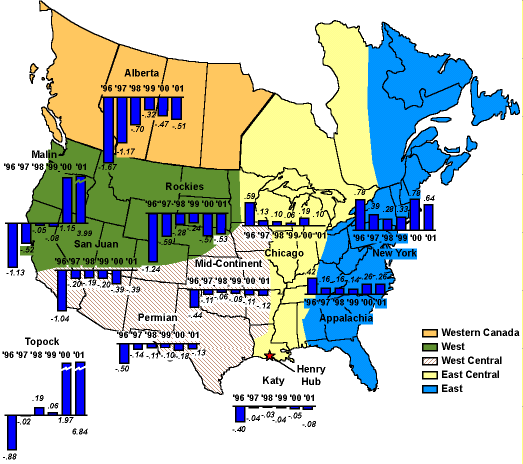 Alberta
'96 '97 '98 '99 '00 '01
-1.67
-1.17
-.70
-.32
-.47
-.51
Malin
'96 '97 '98 '99 '00 '01
-1.13
-.52
.05
-.08
1.15
3.99
Rockies
'96 '97 '98 '99 '00 '01
-1.24
-.59
-.28
-.24
-.57
-.53
San Juan
'96 '97 '98 '99 '00 '01
-1.04
-.20
-.19
-.20
-.39
-.39
Mid-Continent
'96 '97 '98 '99 '00 '01
-.44
-.11
-.06
-.09
-.11
-.12
Chicago
.59
.13
.10
.06
.19
.10
'96 '97 '98 '99 '00 '01
New York
.78
.39
.28
.33
.78
.64
'96 '97 '98 '99 '00 '01
Appalachia
.42
.16
.16
.14
.26
.26
'96 '97 '98 '99 '00 '01
Permian
'96 '97 '98 '99 '00 '01
-.50
-.14
-.11
-.10
-.18
-.13
Topock
'96 '97 '98 '99 '00 '01
-.88
-.02
.19
.06
1.97
6.84
Katy
'96 '97 '98 '99 '00 '01
-.40
-.04
-.03
-.04
-.05
-.08
Henry
Hub
Western Canada
West
West Central
East Central
East